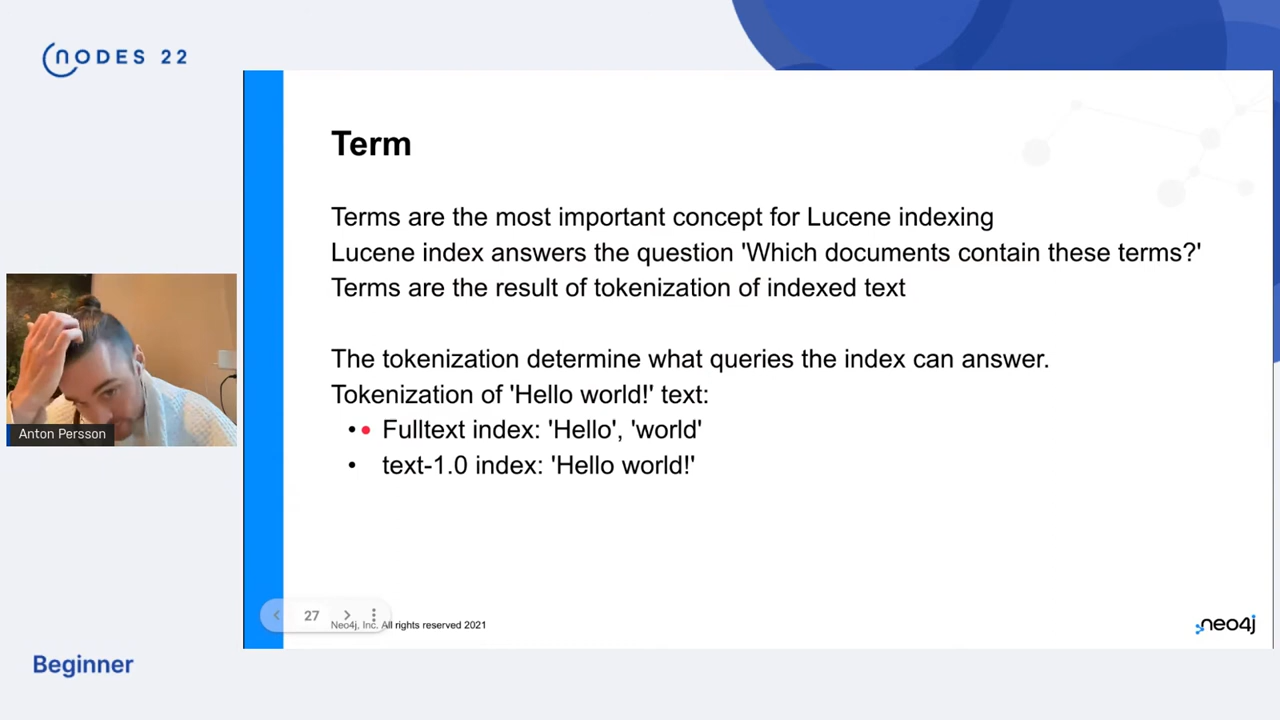 NODES 22
Term
Terms are the most important concept for Lucene indexing
Lucene index answers the question 'Which documents contain these terms?'
Terms are the result of tokenization of indexed text
The tokenization determine what queries the index can answer.
Tokenization of 'Hello world!' text:
• Fulltext index: 'Hello', 'world'
• text-1.0 index: 'Hello world!'
Anton Persson
27
Neo4j, Inc. All rights reserved 2021
neo4j
Beginner